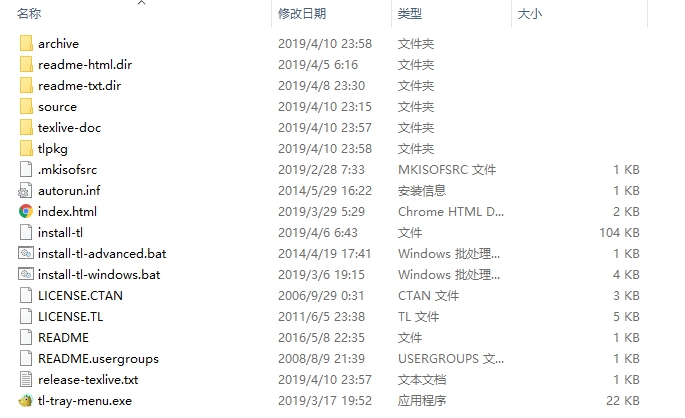 名称 修改日期 类型 大小
archive 2019/4/10 23:58 文件夹
readme-html.dir 2019/4/5 6:16 文件夹
readme-txt.dir 2019/4/8 23:30 文件夹
source 2019/4/10 23:15 文件夹
texlive-doc 2019/4/10 23:57 文件夹
tlpkg 2019/4/10 23:58 文件夹
.mkisofsrc 2019/2/28 7:33 MKISOFSRC 文件 1 KB
autorun.inf 2014/5/29 16:22 安装信息 1 KB
index.html 2019/3/29 5:29 Chrome HTML D... 2 KB
install-tl 2019/4/6 6:43 文件 104 KB
install-tl-advanced.bat 2014/4/19 17:41 Windows 批处理... 1 KB
install-tl-windows.bat 2019/3/6 19:15 Windows 批处理... 4 KB
LICENSE.CTAN 2006/9/29 0:31 CTAN 文件 3 KB
LICENSE.TL 2011/6/5 23:38 TL 文件 5 KB
README 2016/5/8 22:35 文件 1 KB
README.usergroups 2008/8/9 21:39 USERGROUPS 文... 1 KB
release-texlive.txt 2019/4/10 23:57 文本文档 1 KB
tl-tray-menu.exe 2019/3/17 19:52 应用程序 22 KB